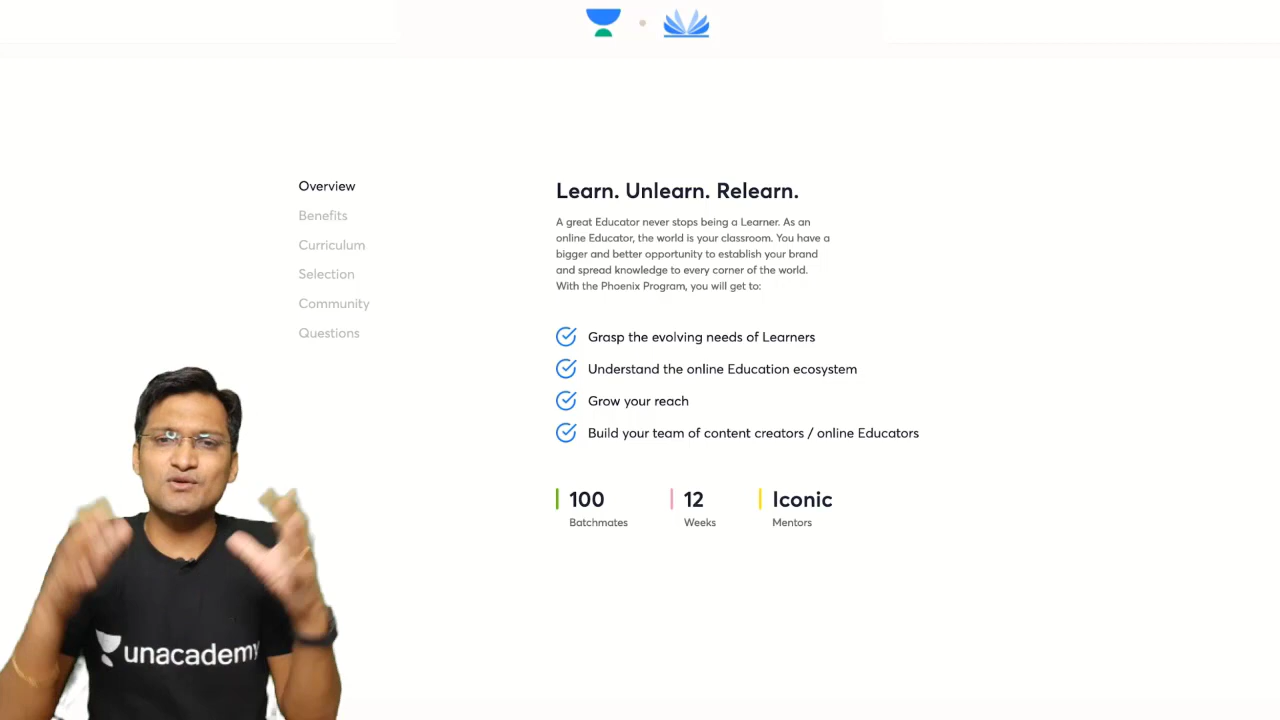 Overview
Benefits
Curriculum
Selection
Community
Questions
Learn. Unlearn. Relearn.
A great Educator never stops being a Learner. As an
online Educator, the world is your classroom. You have a
bigger and better opportunity to establish your brand
and spread knowledge to every corner of the world.
With the Phoenix Program, you will get to:
Grasp the evolving needs of Learners
Understand the online Education ecosystem
Grow your reach
Build your team of content creators / online Educators
100
Batchmates
12
Weeks
Iconic
Mentors
unacademy